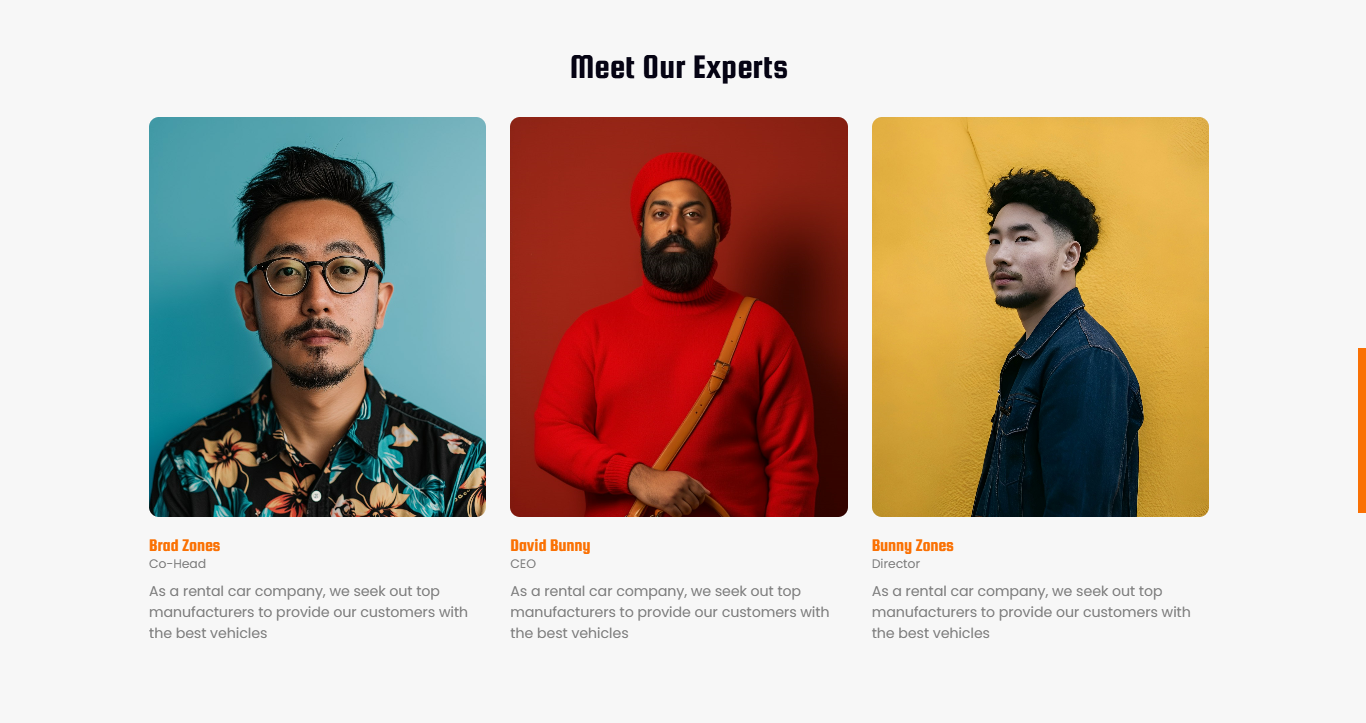 Meet Our Experts
Brad Zones
Co-Head
As a rental car company, we seek out top
manufacturers to provide our customers with
the best vehicles
David Bunny
CEO
As a rental car company, we seek out top
manufacturers to provide our customers with
the best vehicles
Bunny Zones
Director
As a rental car company, we seek out top
manufacturers to provide our customers with
the best vehicles